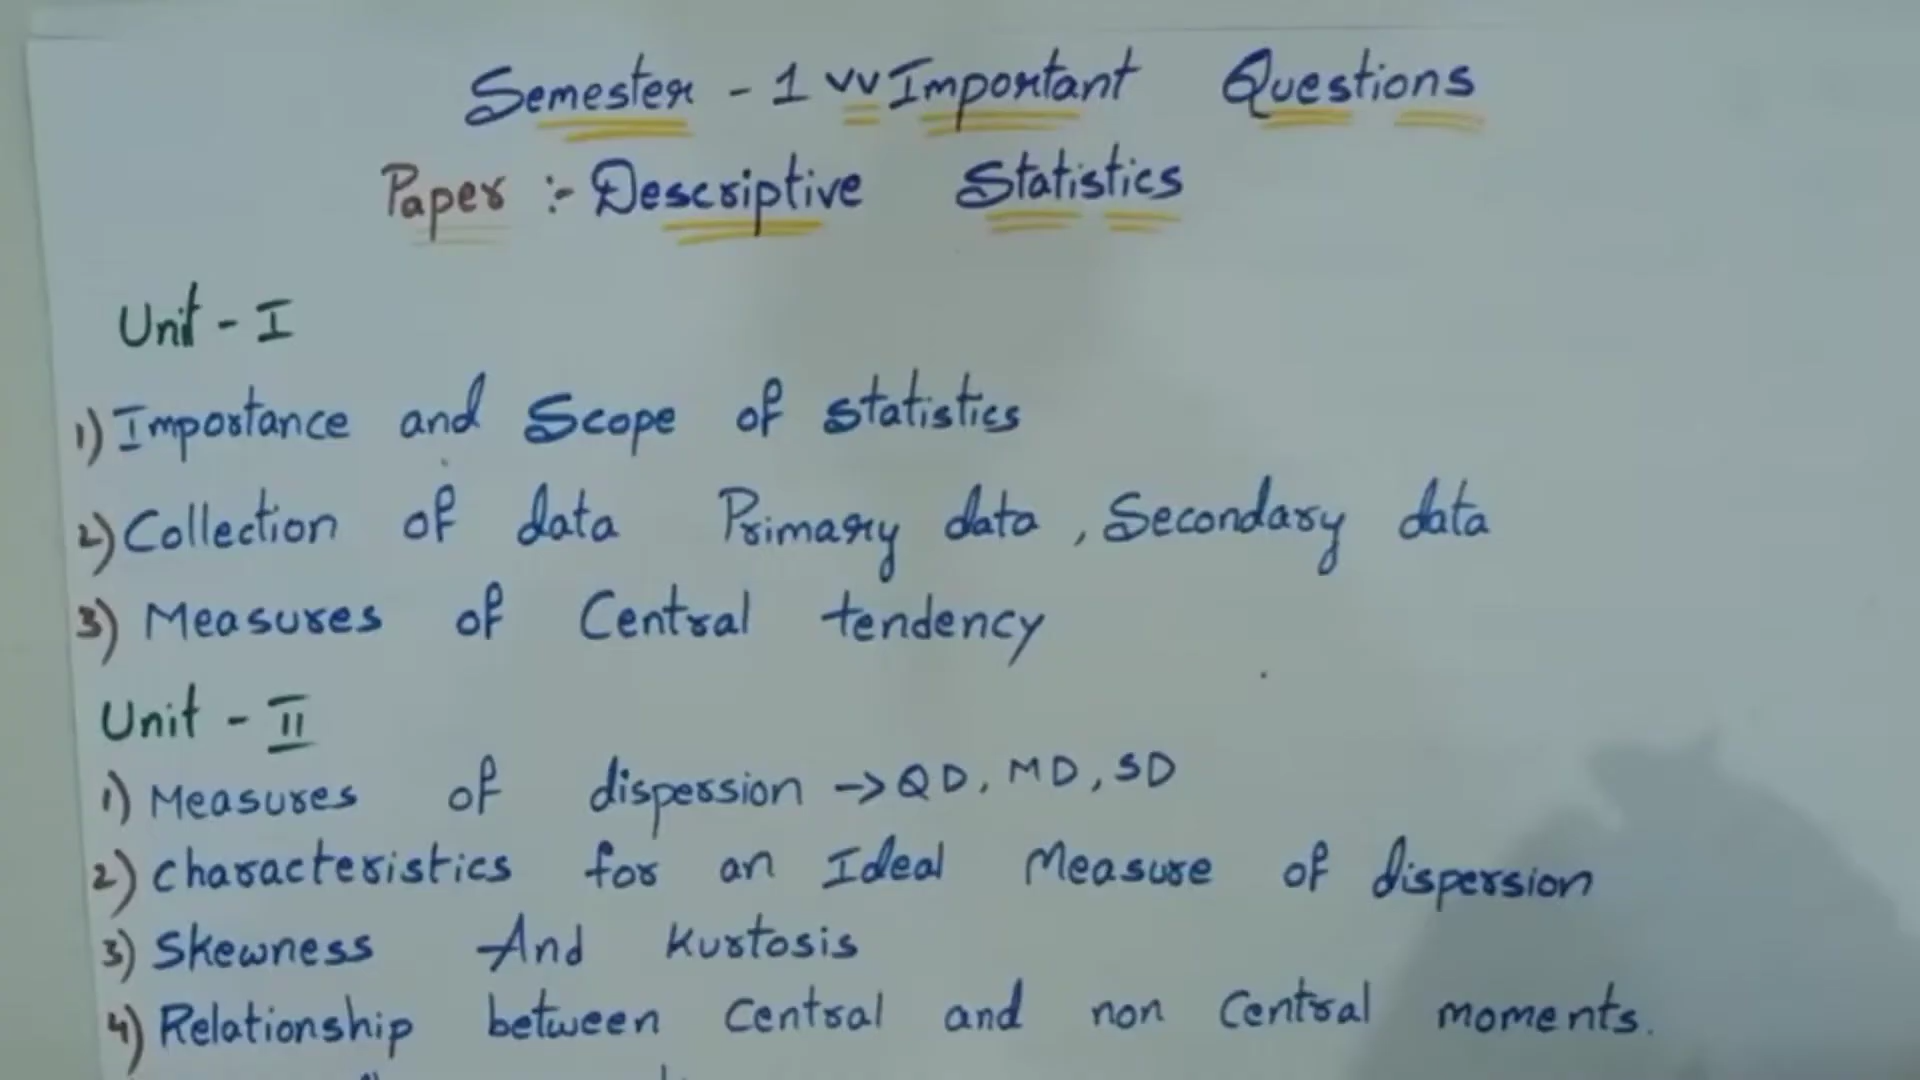 Semester - 1 VV Important Questions
Paper :- Descriptive Statistics
Unit - I
1) Importance and Scope of statistics
2) Collection of data Primary data , Secondary data
3) Measures of Central tendency
Unit - II
1) Measures of dispersion -> QD, MD, SD
2) characteristics for an Ideal Measure of dispersion
3) Skewness And kurtosis
4) Relationship between central and non central moments.